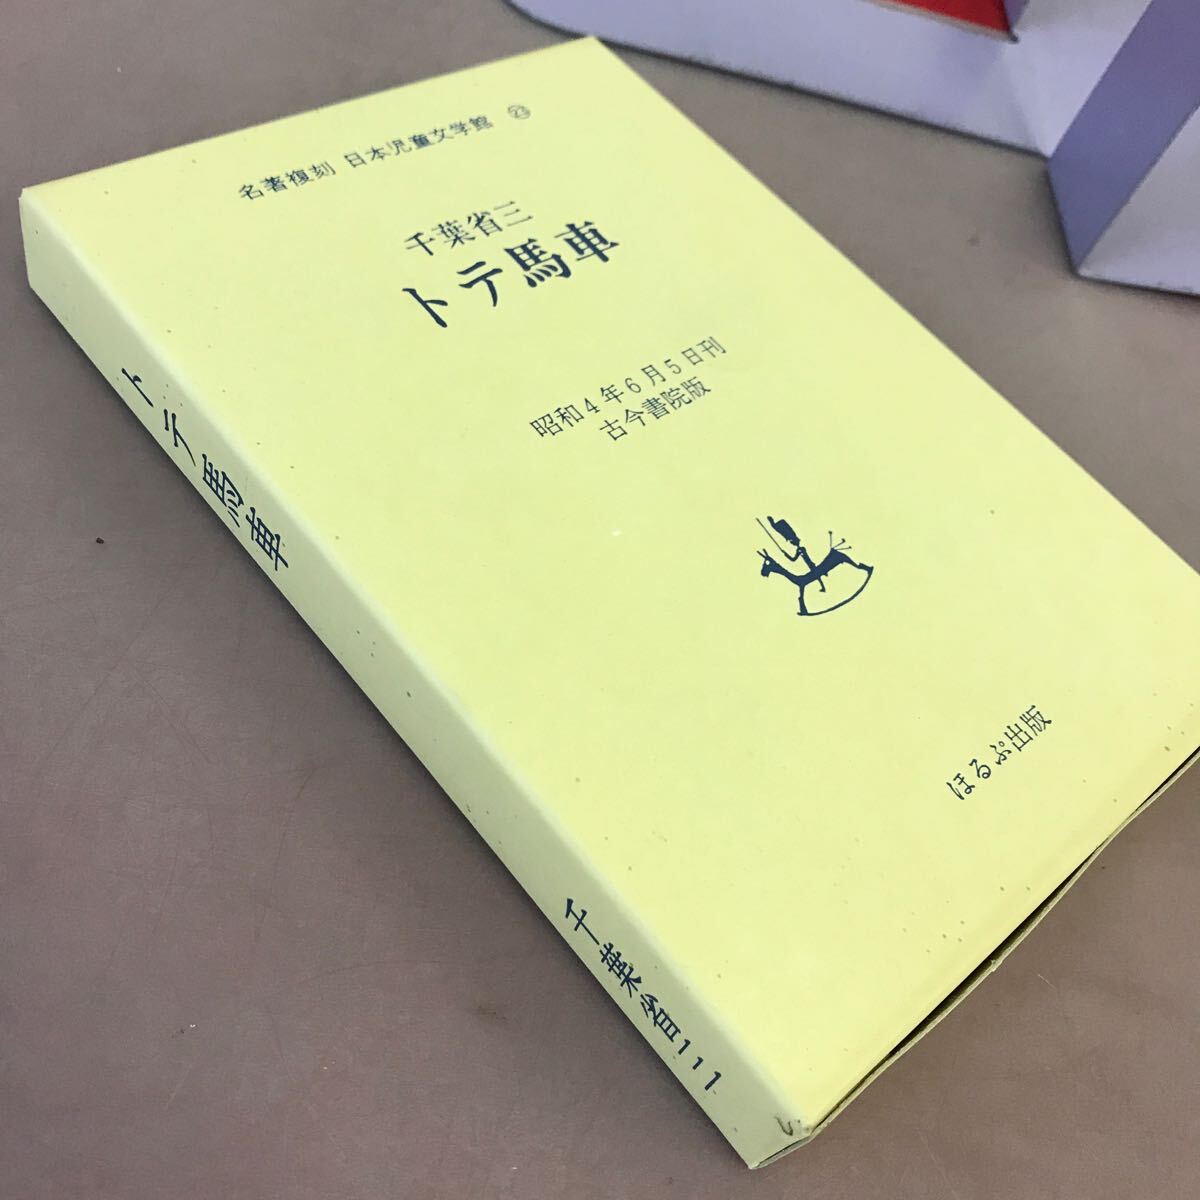 名著複刻 日本児童文学館 ㉓
千葉省三
トテ馬車
昭和4年6月5日刊
古今書院版
ほるぷ出版
トテ馬車
千葉省三